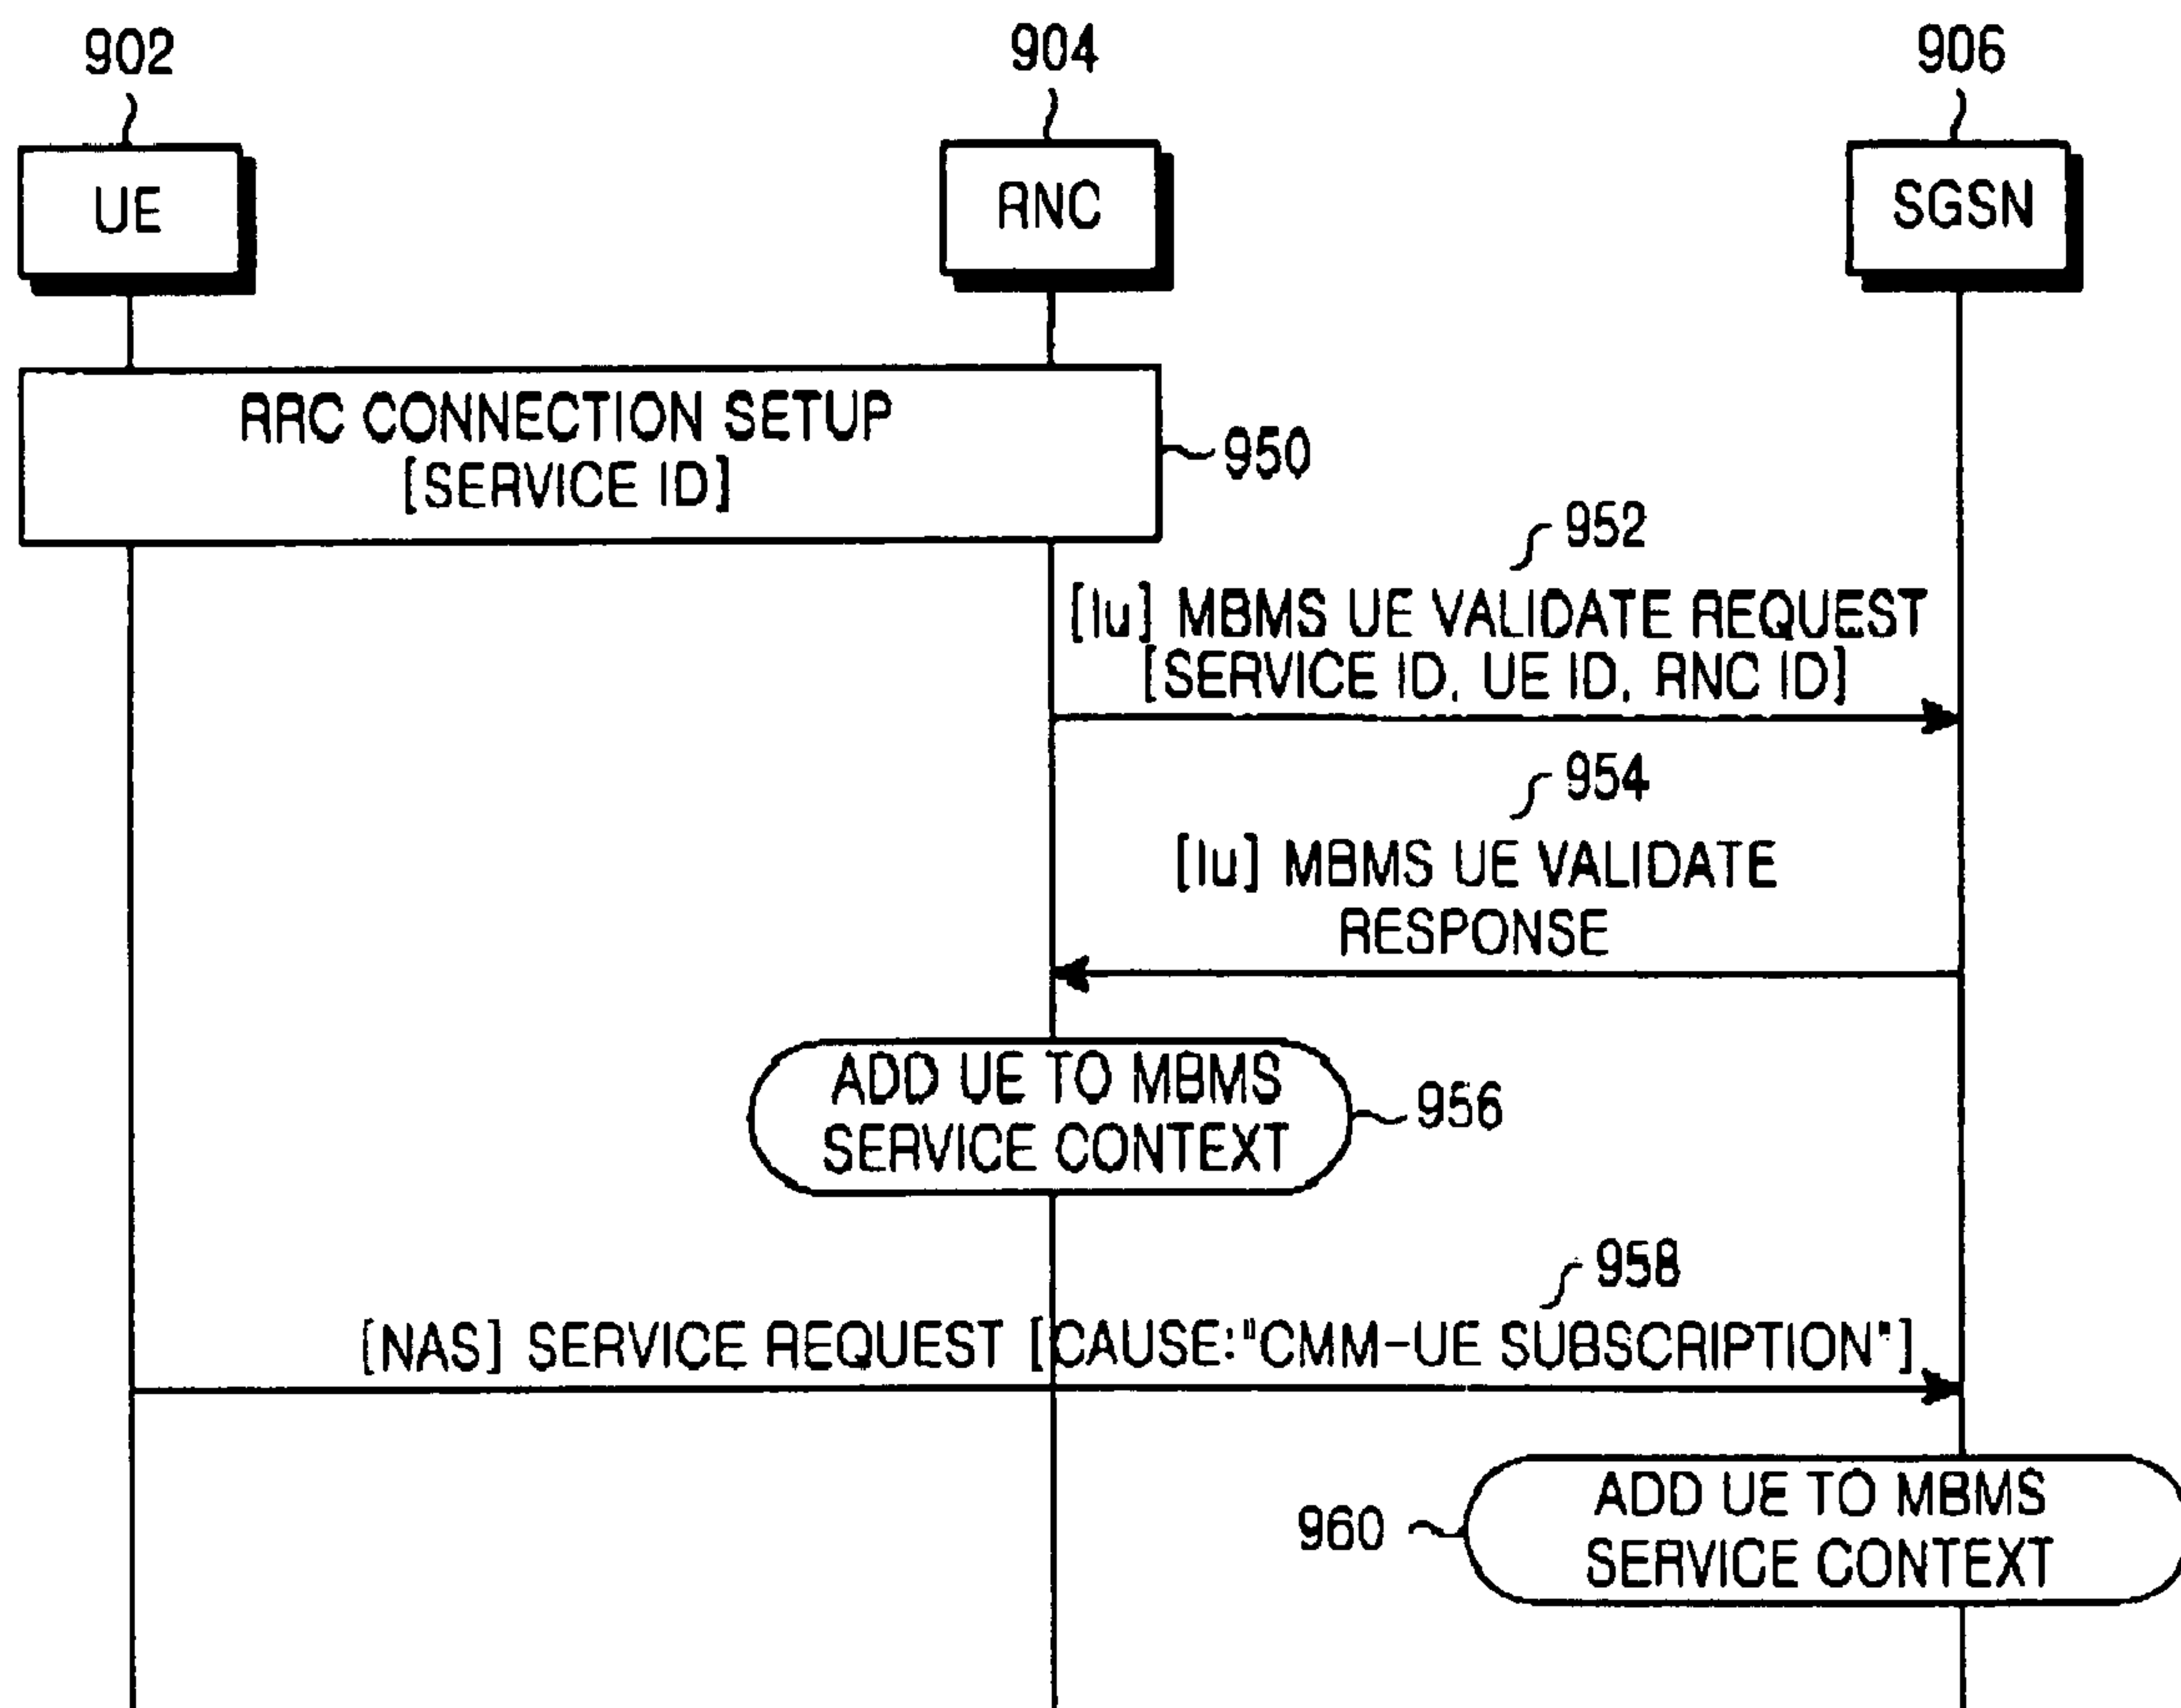 902
904
906
UE
RNC
SGSN
RRC CONNECTION SETUP
[SERVICE ID]
950
952
[Iu] MBMS UE VALIDATE REQUEST
[SERVICE ID, UE ID, RNC ID]
954
[Iu] MBMS UE VALIDATE
RESPONSE
ADD UE TO MBMS
SERVICE CONTEXT
956
958
[NAS] SERVICE REQUEST [CAUSE:"CMM-UE SUBSCRIPTION"]
960
ADD UE TO MBMS
SERVICE CONTEXT